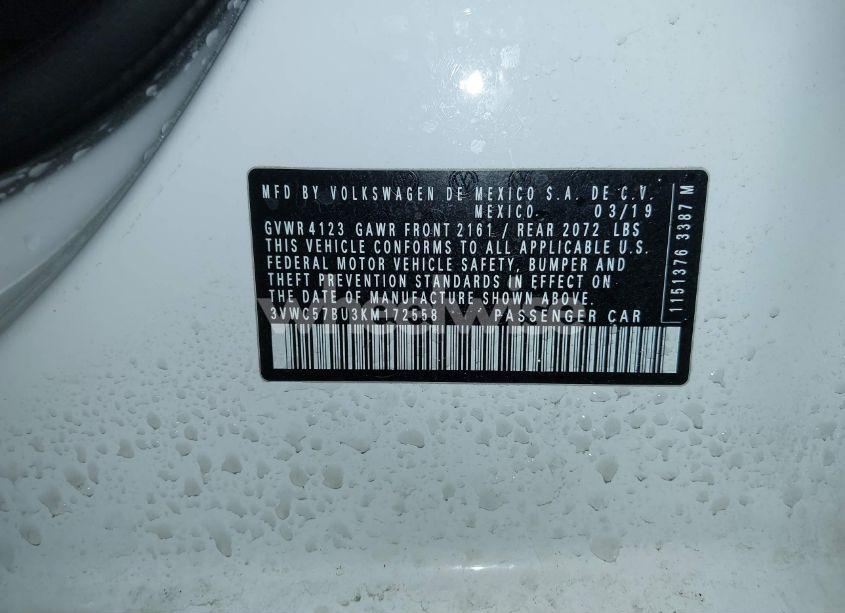 MFD BY VOLKSWAGEN DE MEXICO S.A. DE C.V.
MEXICO. 03/19
GVWR 4123 GAWR FRONT 2161 / REAR 2072 LBS
THIS VEHICLE CONFORMS TO ALL APPLICABLE U.S.
FEDERAL MOTOR VEHICLE SAFETY, BUMPER AND
THEFT PREVENTION STANDARDS IN EFFECT ON
THE DATE OF MANUFACTURE SHOWN ABOVE.
3VWC57BU3KM172558 PASSENGER CAR
1151376 3387 M